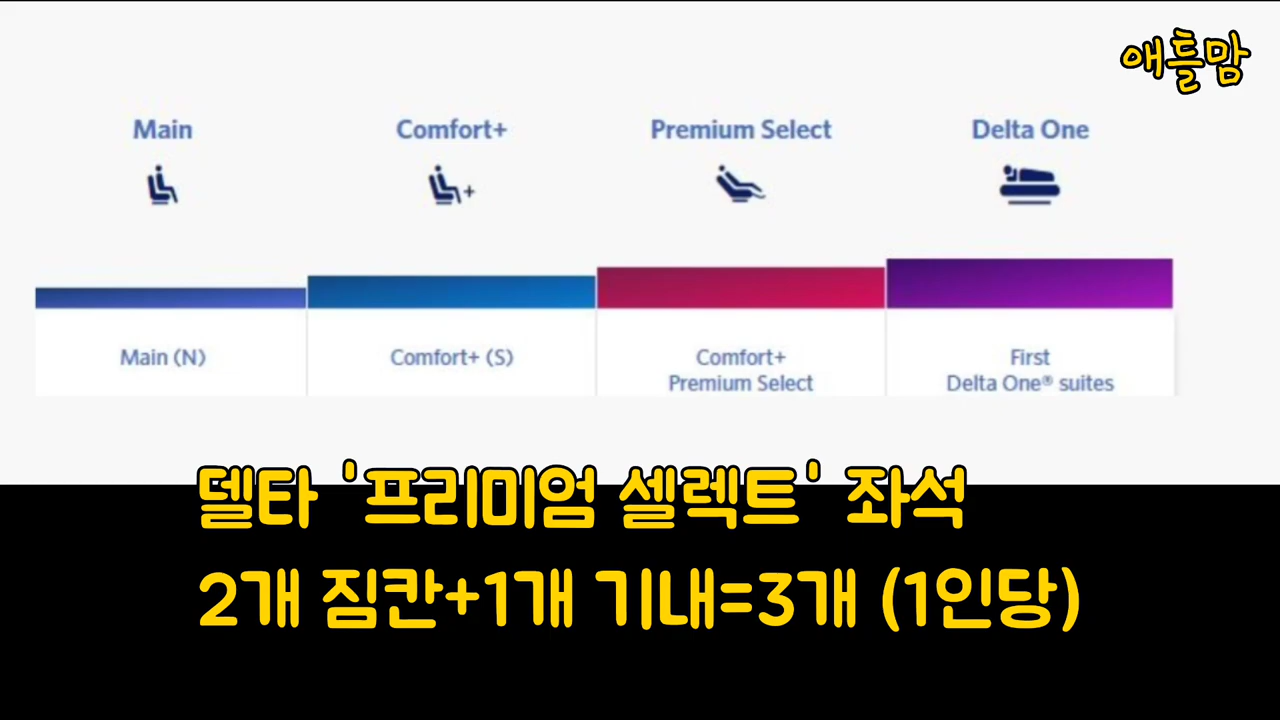 애틀맘
Main
Comfort+
Premium Select
Delta One
+
Main (N)
Comfort+ (S)
Comfort+
Premium Select
First
Delta One® suites
델타 '프리미엄 셀렉트' 좌석
2개 짐칸+1개 기내=3개 (1인당)